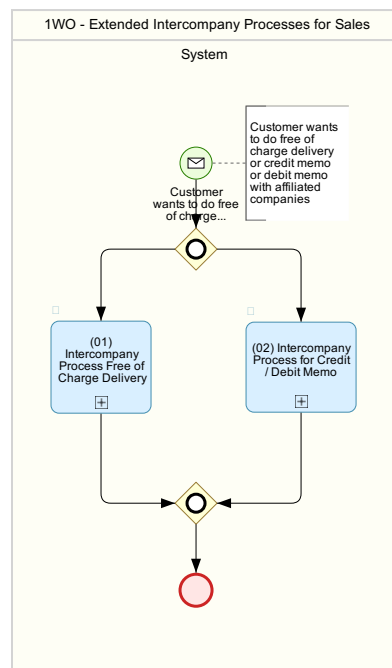 1WO - Extended Intercompany Processes for Sales
System
Customer wants
to do free of
charge delivery
or credit memo
or debit memo
with affiliated
companies
Customer
wants to do free
of charge...
(01)
Intercompany
Process Free of
Charge Delivery
(02) Intercompany
Process for Credit
/ Debit Memo